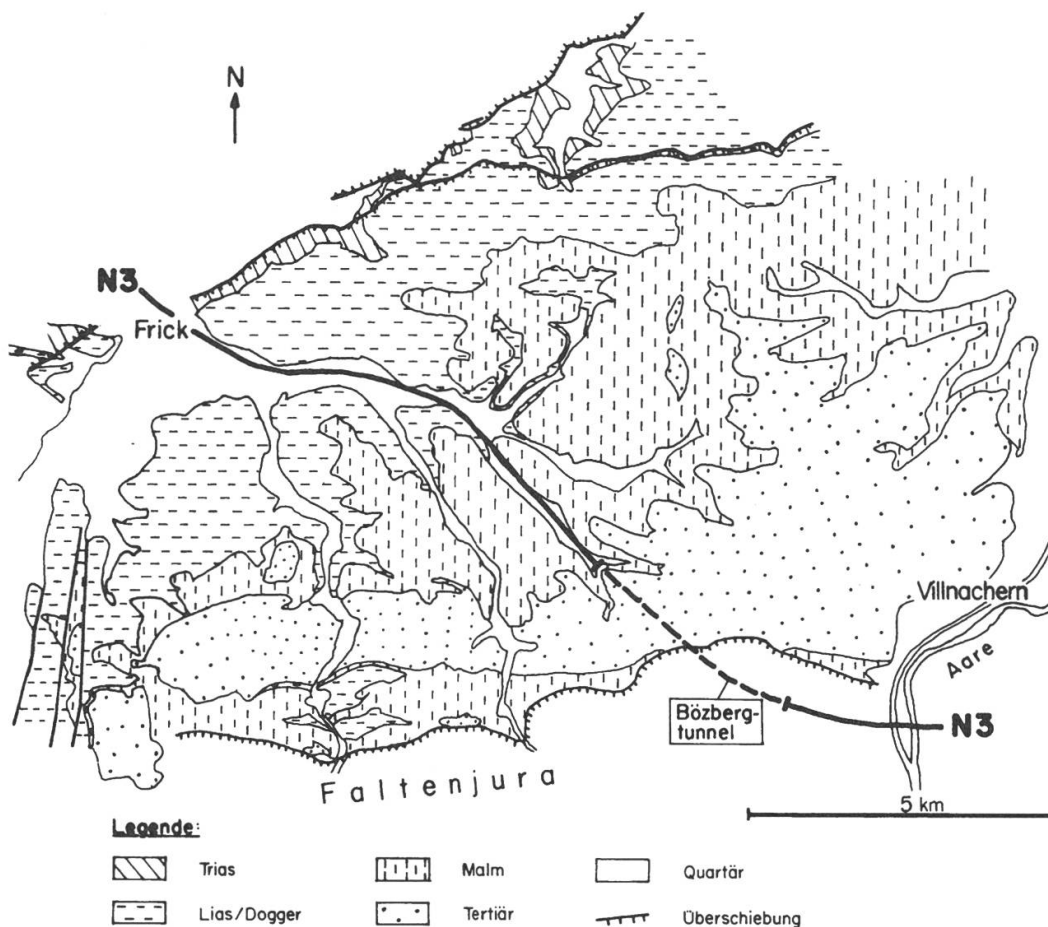 N
N3
Frick
Villnachern
Aare
Bözberg-
tunnel
N3
Faltenjura
5 km
Legende:
Trias
Malm
Quartär
Lias/Dogger
Tertiär
Überschiebung